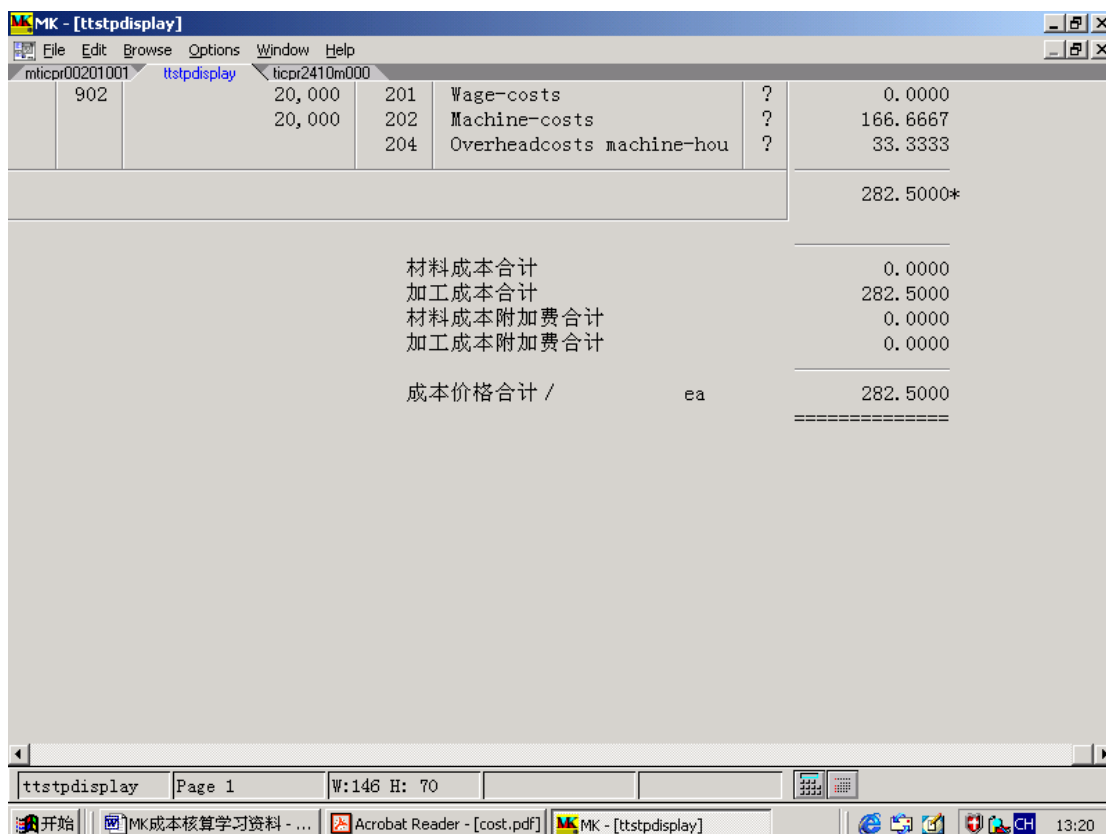 MK - [ttstpdisplay]
File Edit Browse Options Window Help
mticpr00201001 ttstpdisplay ticpr2410m000
902 20,000 201 Wage-costs ? 0.0000
20,000 202 Machine-costs ? 166.6667
204 Overheadcosts machine-hou ? 33.3333
282.5000*
材料成本合计 0.0000
加工成本合计 282.5000
材料成本附加费合计 0.0000
加工成本附加费合计 0.0000
成本价格合计 / ea 282.5000
==============
ttstpdisplay Page 1 W:146 H: 70
开始 MK成本核算学习资料 - ... Acrobat Reader - [cost.pdf] MK - [ttstpdisplay] CH 13:20